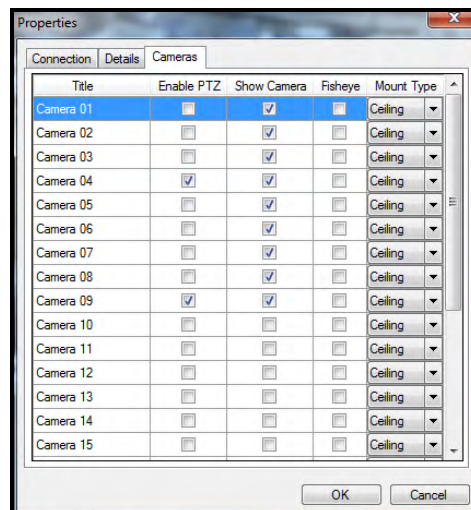 Properties
Connection Details Cameras
Title Enable PTZ Show Camera Fisheye Mount Type
Camera 01 Ceiling
Camera 02 Ceiling
Camera 03 Ceiling
Camera 04 Ceiling
Camera 05 Ceiling
Camera 06 Ceiling
Camera 07 Ceiling
Camera 08 Ceiling
Camera 09 Ceiling
Camera 10 Ceiling
Camera 11 Ceiling
Camera 12 Ceiling
Camera 13 Ceiling
Camera 14 Ceiling
Camera 15 Ceiling
OK Cancel